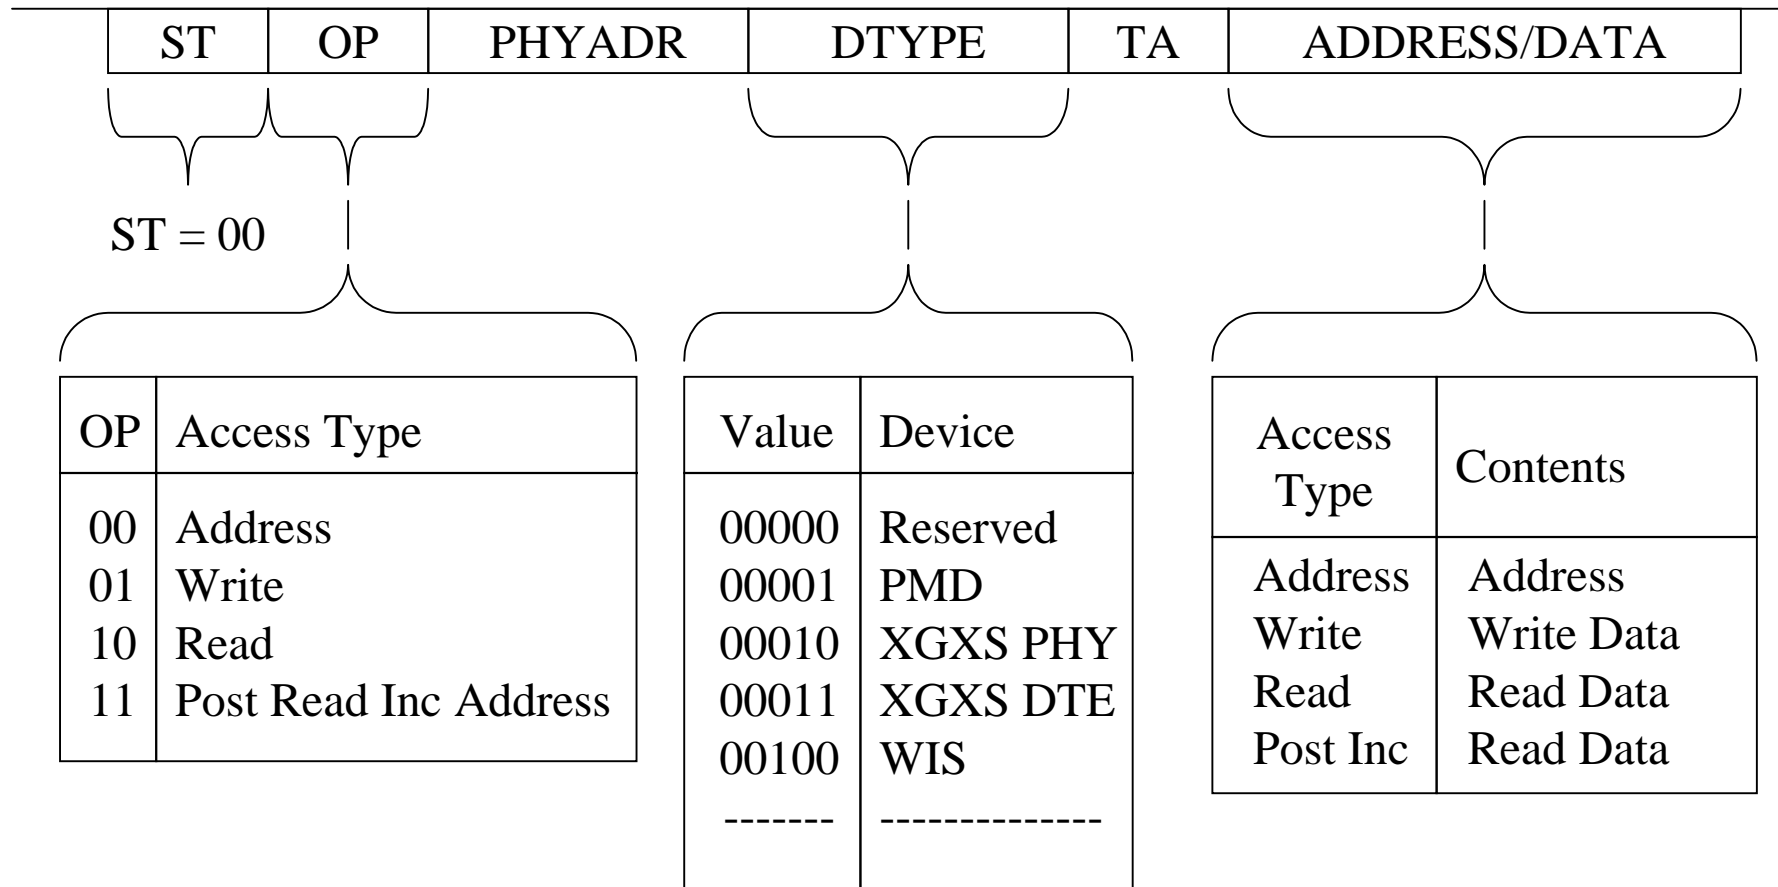 ST OP PHYADR DTYPE TA ADDRESS/DATA
ST = 00
OP Access Type
00 Address
01 Write
10 Read
11 Post Read Inc Address
Value Device
00000 Reserved
00001 PMD
00010 XGXS PHY
00011 XGXS DTE
00100 WIS
------- --------------
Access Type Contents
Address Address
Write Write Data
Read Read Data
Post Inc Read Data